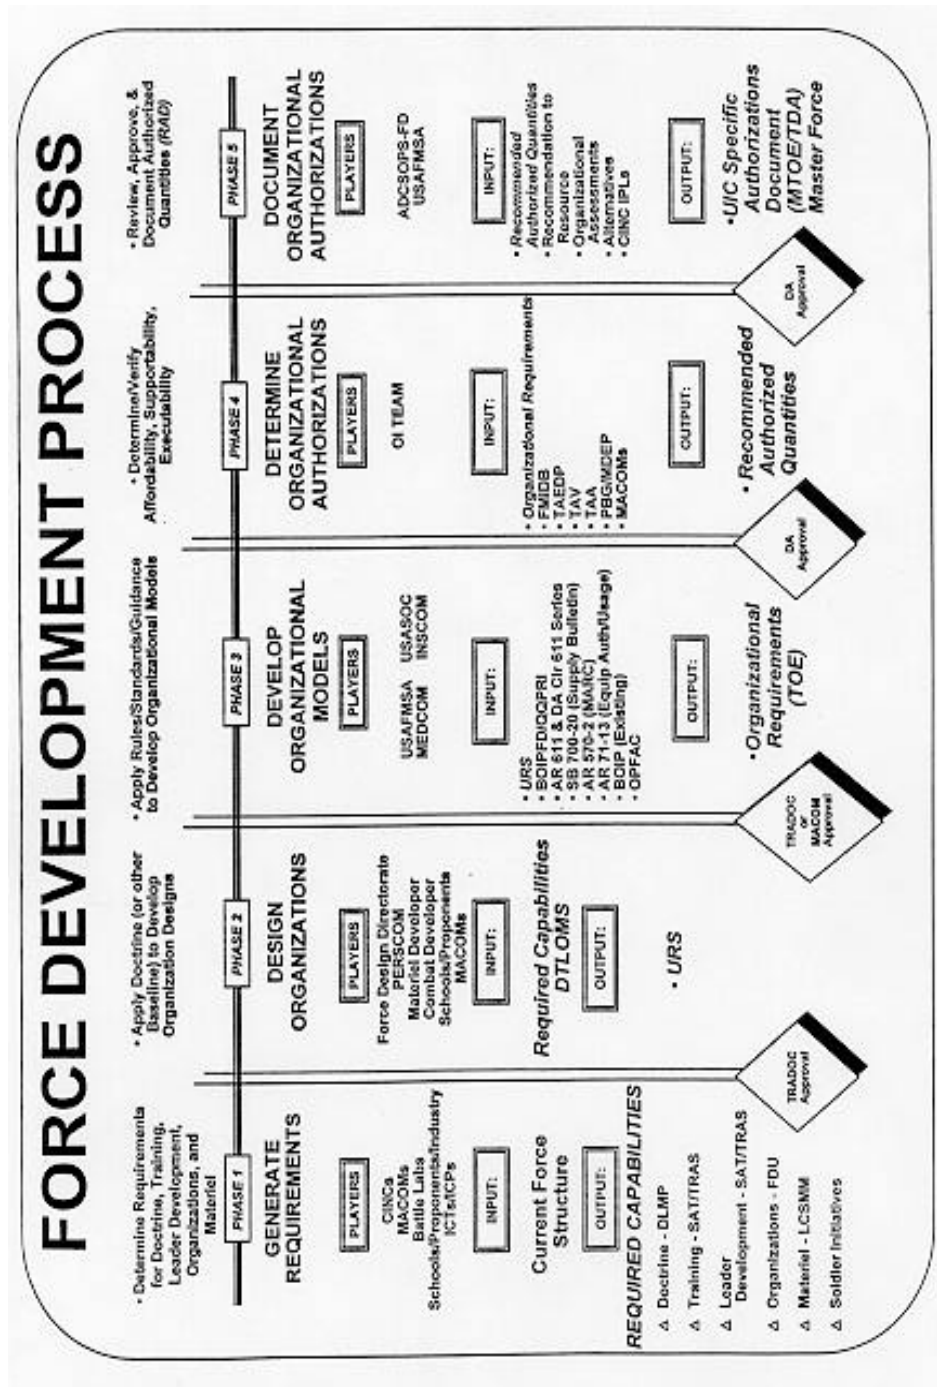 FORCE DEVELOPMENT PROCESS
• Determine Requirements
for Doctrine, Training,
Leader Development,
Organizations, and
Materiel
PHASE 1
GENERATE
REQUIREMENTS
PLAYERS
CINCs
MACOMs
Battle Labs
Schools/Proponents/Industry
ICTs/ICPs
INPUT:
Current Force
Structure
OUTPUT:
REQUIRED CAPABILITIES
Δ Doctrine - DLMP
Δ Training - SAT/TRAS
Δ Leader
Development - SAT/TRAS
Δ Organizations - FDU
Δ Materiel - LCSMM
Δ Soldier Initiatives
TRADOC
Approval
• Apply Doctrine (or other
Baseline) to Develop
Organization Designs
PHASE 2
DESIGN
ORGANIZATIONS
PLAYERS
Force Design Directorate
PERSCOM
Materiel Developer
Combat Developer
Schools/Proponents
MACOMs
INPUT:
Required Capabilities
DTLOMS
OUTPUT:
• URS
TRADOC
or
MACOM
Approval
• Apply Rules/Standards/Guidance
to Develop Organizational Models
PHASE 3
DEVELOP
ORGANIZATIONAL
MODELS
PLAYERS
USAFMSA USASOC
MEDCOM INSCOM
INPUT:
• URS
• BOIPFD/QQPRI
• AR 611 & DA Cir 611 Series
• SB 700-20 (Supply Bulletin)
• AR 570-2 (MARC)
• AR 71-13 (Equip Auth/Usage)
• BOIP (Existing)
• OPFAC
OUTPUT:
• Organizational
Requirements
(TOE)
DA
Approval
• Determine/Verify
Affordability, Supportability,
Executability
PHASE 4
DETERMINE
ORGANIZATIONAL
AUTHORIZATIONS
PLAYERS
OI TEAM
INPUT:
• Organizational Requirements
• FMIDB
• TAEDP
• TAV
• TAA
• PBG/MDEP
• MACOMs
OUTPUT:
• Recommended
Authorized
Quantities
DA
Approval
• Review, Approve, &
Document Authorized
Quantities (RAD)
PHASE 5
DOCUMENT
ORGANIZATIONAL
AUTHORIZATIONS
PLAYERS
ADCSOPS-FD
USAFMSA
INPUT:
• Recommended
Authorized Quantities
• Recommendation to
Resource
• Organizational
Assessments
• Alternatives
• CINC IPLs
OUTPUT:
• UIC Specific
Authorizations
Document
(MTOE/TDA)
Master Force